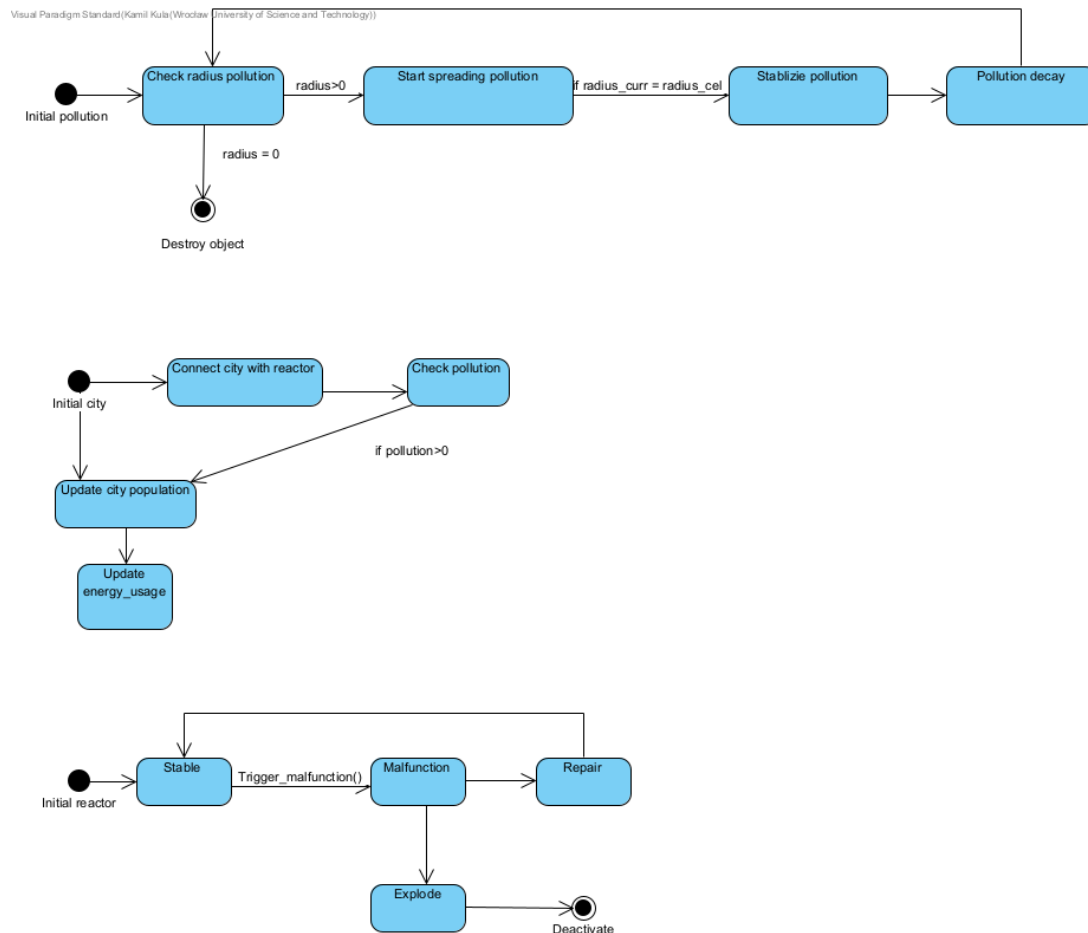 Visual Paradigm Standard(Kamil Kula(Wrocław University of Science and Technology))
Check radius pollution
Start spreading pollution
Stablizie pollution
Pollution decay
radius>0
if radius_curr = radius_cel
Initial pollution
radius = 0
Destroy object
Connect city with reactor
Check pollution
Initial city
if pollution>0
Update city population
Update
energy_usage
Stable
Trigger_malfunction()
Malfunction
Repair
Initial reactor
Explode
Deactivate